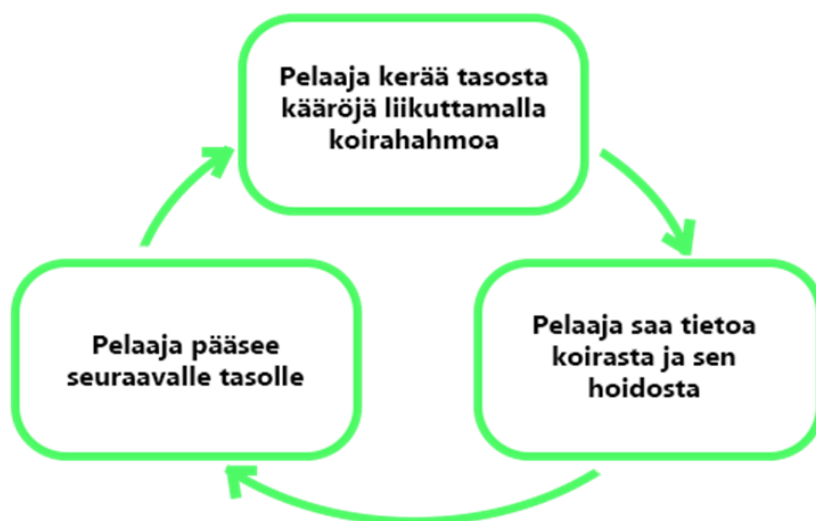 Pelaaja kerää tasosta
kääröjä liikuttamalla
koirahahmoa
Pelaaja saa tietoa
koirasta ja sen
hoidosta
Pelaaja pääsee
seuraavalle tasolle